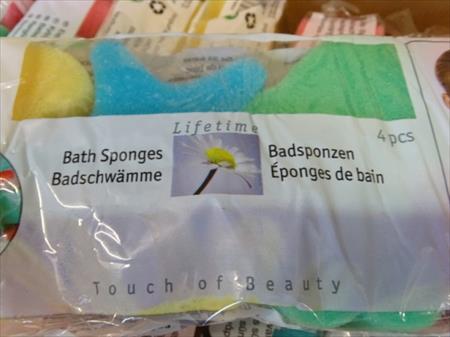 Lifetime
4 pcs
Bath Sponges
Badschwämme
Badsponzen
Éponges de bain
Touch of Beauty